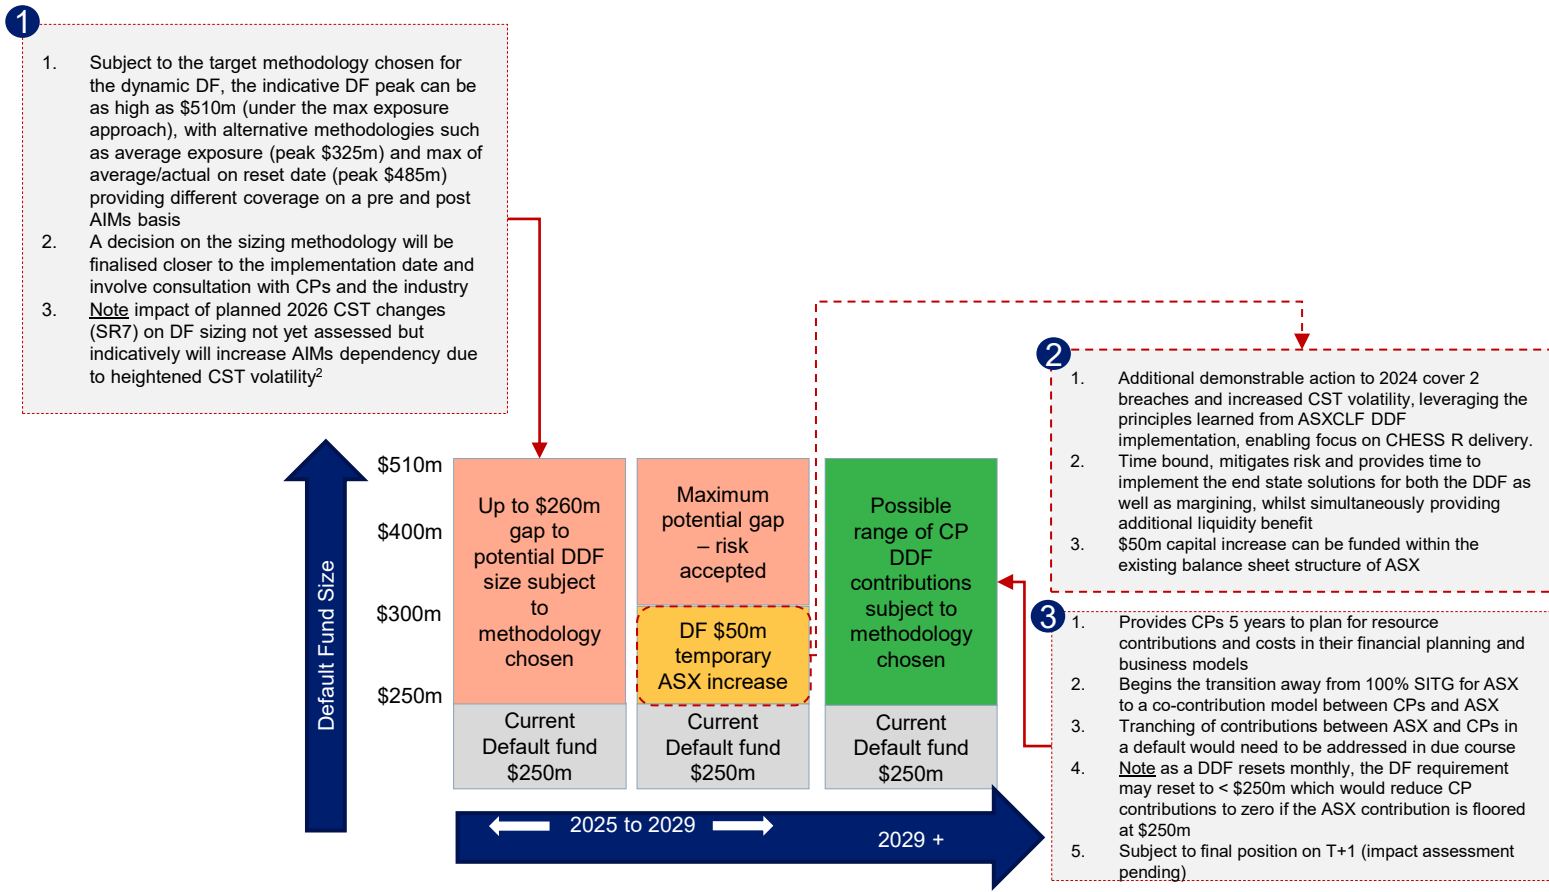 1
1. Subject to the target methodology chosen for
the dynamic DF, the indicative DF peak can be
as high as $510m (under the max exposure
approach), with alternative methodologies such
as average exposure (peak $325m) and max of
average/actual on reset date (peak $485m)
providing different coverage on a pre and post
AIMs basis
2. A decision on the sizing methodology will be
finalised closer to the implementation date and
involve consultation with CPs and the industry
3. Note impact of planned 2026 CST changes
(SR7) on DF sizing not yet assessed but
indicatively will increase AIMs dependency due
to heightened CST volatility2
Default Fund Size
$510m
$400m
$300m
$250m
Up to $260m
gap to
potential DDF
size subject
to
methodology
chosen
Current
Default fund
$250m
Maximum
potential gap
– risk
accepted
DF $50m
temporary
ASX increase
Current
Default fund
$250m
Possible
range of CP
DDF
contributions
subject to
methodology
chosen
Current
Default fund
$250m
2025 to 2029
2029 +
2
1. Additional demonstrable action to 2024 cover 2
breaches and increased CST volatility, leveraging the
principles learned from ASXCLF DDF
implementation, enabling focus on CHESS R delivery.
2. Time bound, mitigates risk and provides time to
implement the end state solutions for both the DDF as
well as margining, whilst simultaneously providing
additional liquidity benefit
3. $50m capital increase can be funded within the
existing balance sheet structure of ASX
3
1. Provides CPs 5 years to plan for resource
contributions and costs in their financial planning and
business models
2. Begins the transition away from 100% SITG for ASX
to a co-contribution model between CPs and ASX
3. Tranching of contributions between ASX and CPs in
a default would need to be addressed in due course
4. Note as a DDF resets monthly, the DF requirement
may reset to < $250m which would reduce CP
contributions to zero if the ASX contribution is floored
at $250m
5. Subject to final position on T+1 (impact assessment
pending)